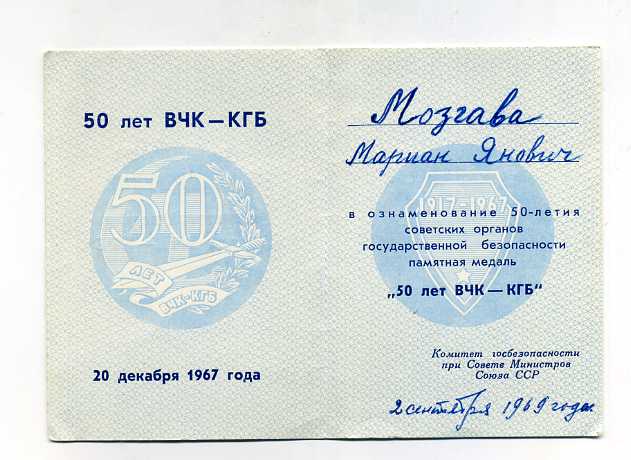 50 лет ВЧК—КГБ
50
ЛЕТ
ВЧК-КГБ
20 декабря 1967 года
Мозгава
Мариан Янович
1917-1967
в ознаменование 50-летия
советских органов
государственной безопасности
памятная медаль
„50 лет ВЧК—КГБ"
Комитет госбезопасности
при Совете Министров
Союза ССР
2 сентября 1969 года